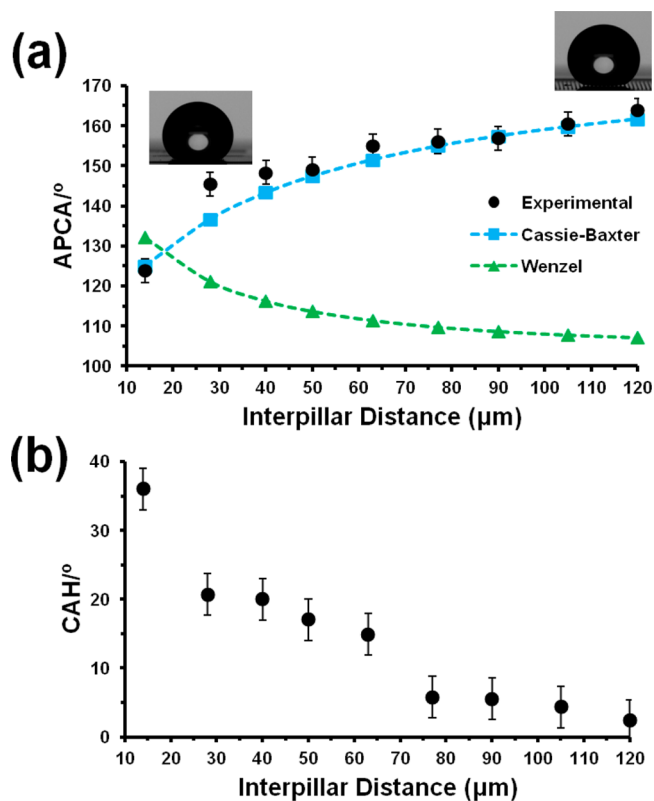 (a)
170
160
150
140
130
120
110
100
APCA/º
Experimental
Cassie-Baxter
Wenzel
10 20 30 40 50 60 70 80 90 100 110 120
Interpillar Distance (µm)
(b)
40
30
20
10
0
CAH/º
10 20 30 40 50 60 70 80 90 100 110 120
Interpillar Distance (µm)